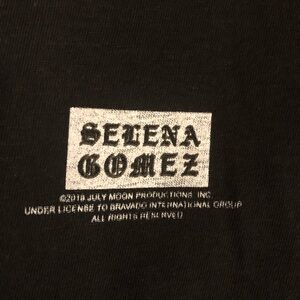 SELENA
GOMEZ
©2018 JULY MOON PRODUCTIONS, INC.
UNDER LICENSE TO BRAVADO INTERNATIONAL GROUP
ALL RIGHTS RESERVED